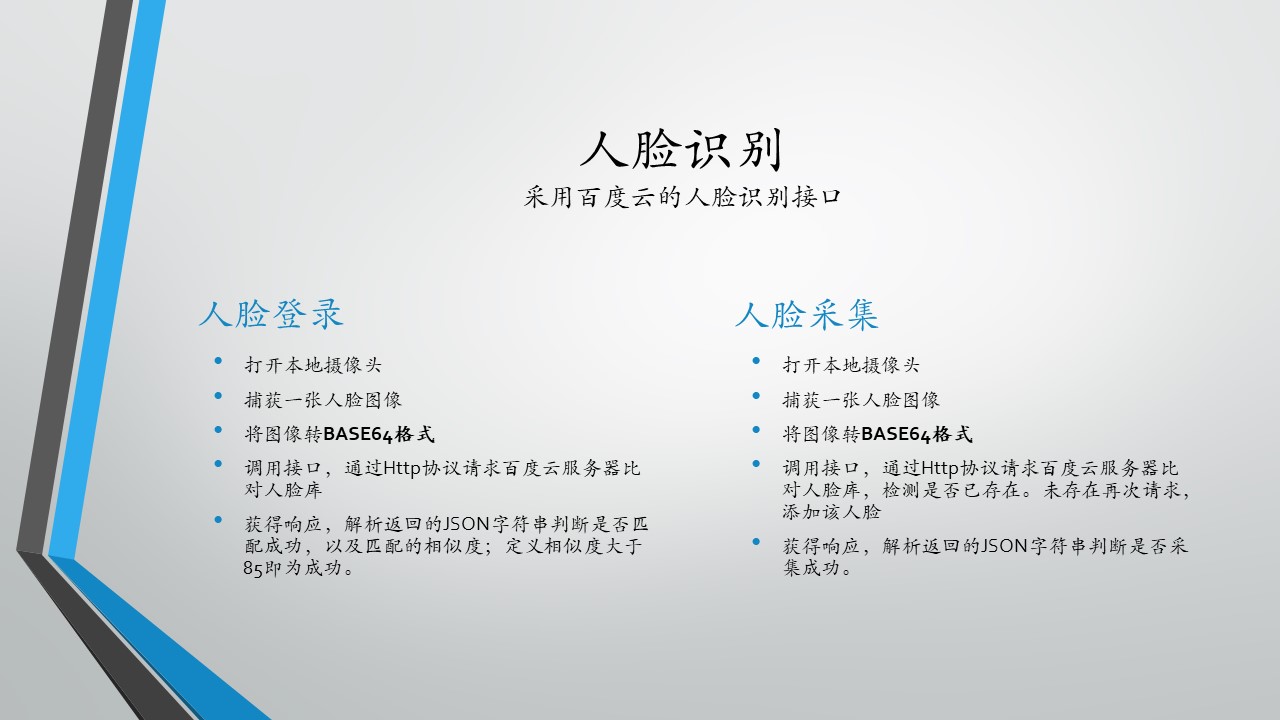 人脸识别
采用百度云的人脸识别接口
人脸登录
• 打开本地摄像头
• 捕获一张人脸图像
• 将图像转BASE64格式
• 调用接口，通过Http协议请求百度云服务器比
对人脸库
• 获得响应，解析返回的JSON字符串判断是否匹
配成功，以及匹配的相似度；定义相似度大于
85即为成功。
人脸采集
• 打开本地摄像头
• 捕获一张人脸图像
• 将图像转BASE64格式
• 调用接口，通过Http协议请求百度云服务器比
对人脸库，检测是否已存在。未存在再次请求，
添加该人脸
• 获得响应，解析返回的JSON字符串判断是否采
集成功。